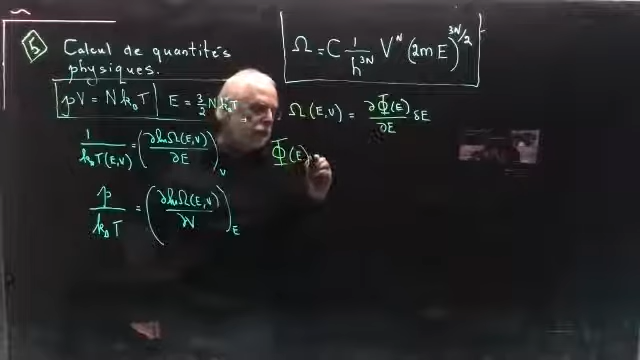 5 Calcul de quantités
physiques.
Ω = C 1/h^3N V^N (2mE)^3N/2
pV = N k_B T
E = 3/2 N k_B T
1/(k_B T(E,V)) = (∂ ln Ω(E,V)/∂E)_V
p/(k_B T) = (∂ ln Ω(E,V)/∂V)_E
Ω(E,V) = ∂Φ(E)/∂E δE
Φ(E)